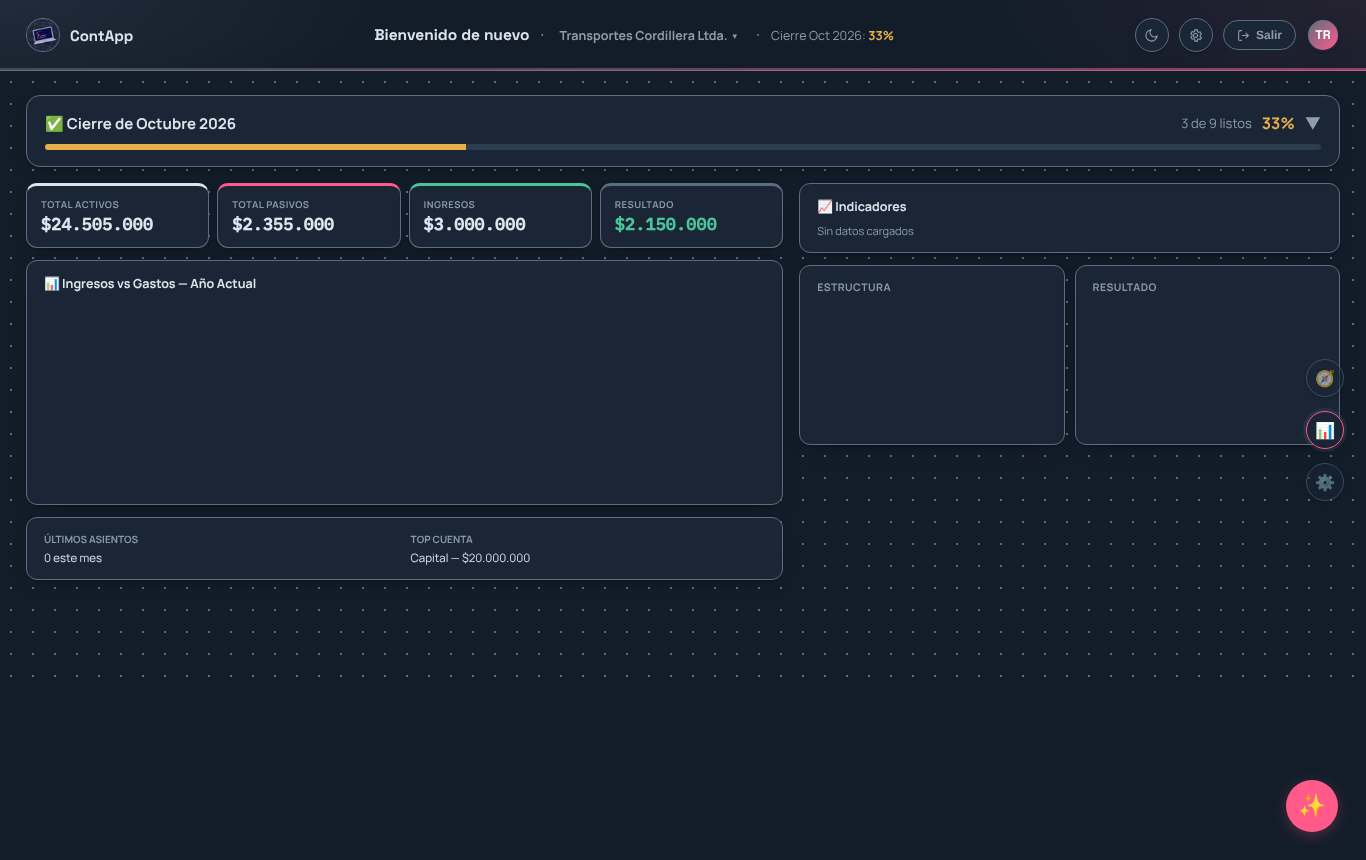 ContApp
Bienvenido de nuevo · Transportes Cordillera Ltda. ▾ · Cierre Oct 2026: 33%
Salir
TR
✅ Cierre de Octubre 2026
3 de 9 listos 33% ▼
TOTAL ACTIVOS
$24.505.000
TOTAL PASIVOS
$2.355.000
INGRESOS
$3.000.000
RESULTADO
$2.150.000
📈 Indicadores
Sin datos cargados
📊 Ingresos vs Gastos — Año Actual
ESTRUCTURA
RESULTADO
ÚLTIMOS ASIENTOS
0 este mes
TOP CUENTA
Capital — $20.000.000